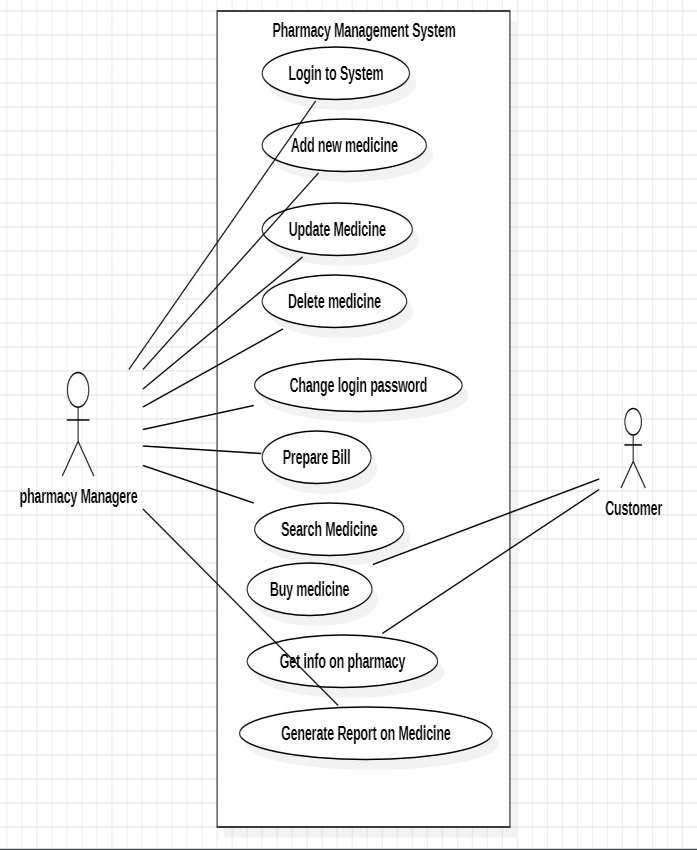 Pharmacy Management System
Login to System
Add new medicine
Update Medicine
Delete medicine
Change login password
Prepare Bill
pharmacy Managere
Customer
Search Medicine
Buy medicine
Get info on pharmacy
Generate Report on Medicine